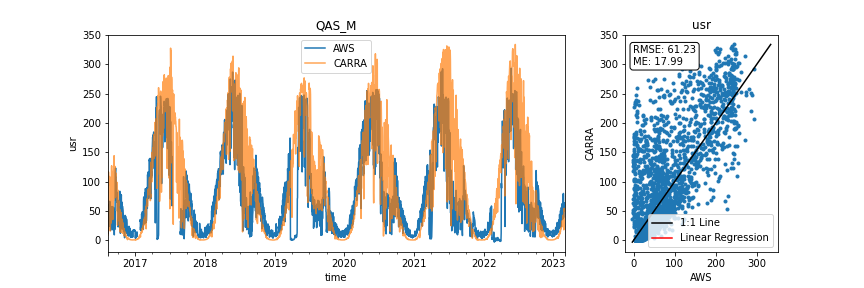 QAS_M
usr
350
300
250
200
150
100
50
0
usr
AWS
CARRA
2017
2018
2019
2020
2021
2022
2023
time
350
300
250
200
150
100
50
0
CARRA
RMSE: 61.23
ME: 17.99
1:1 Line
Linear Regression
0
100
200
300
AWS